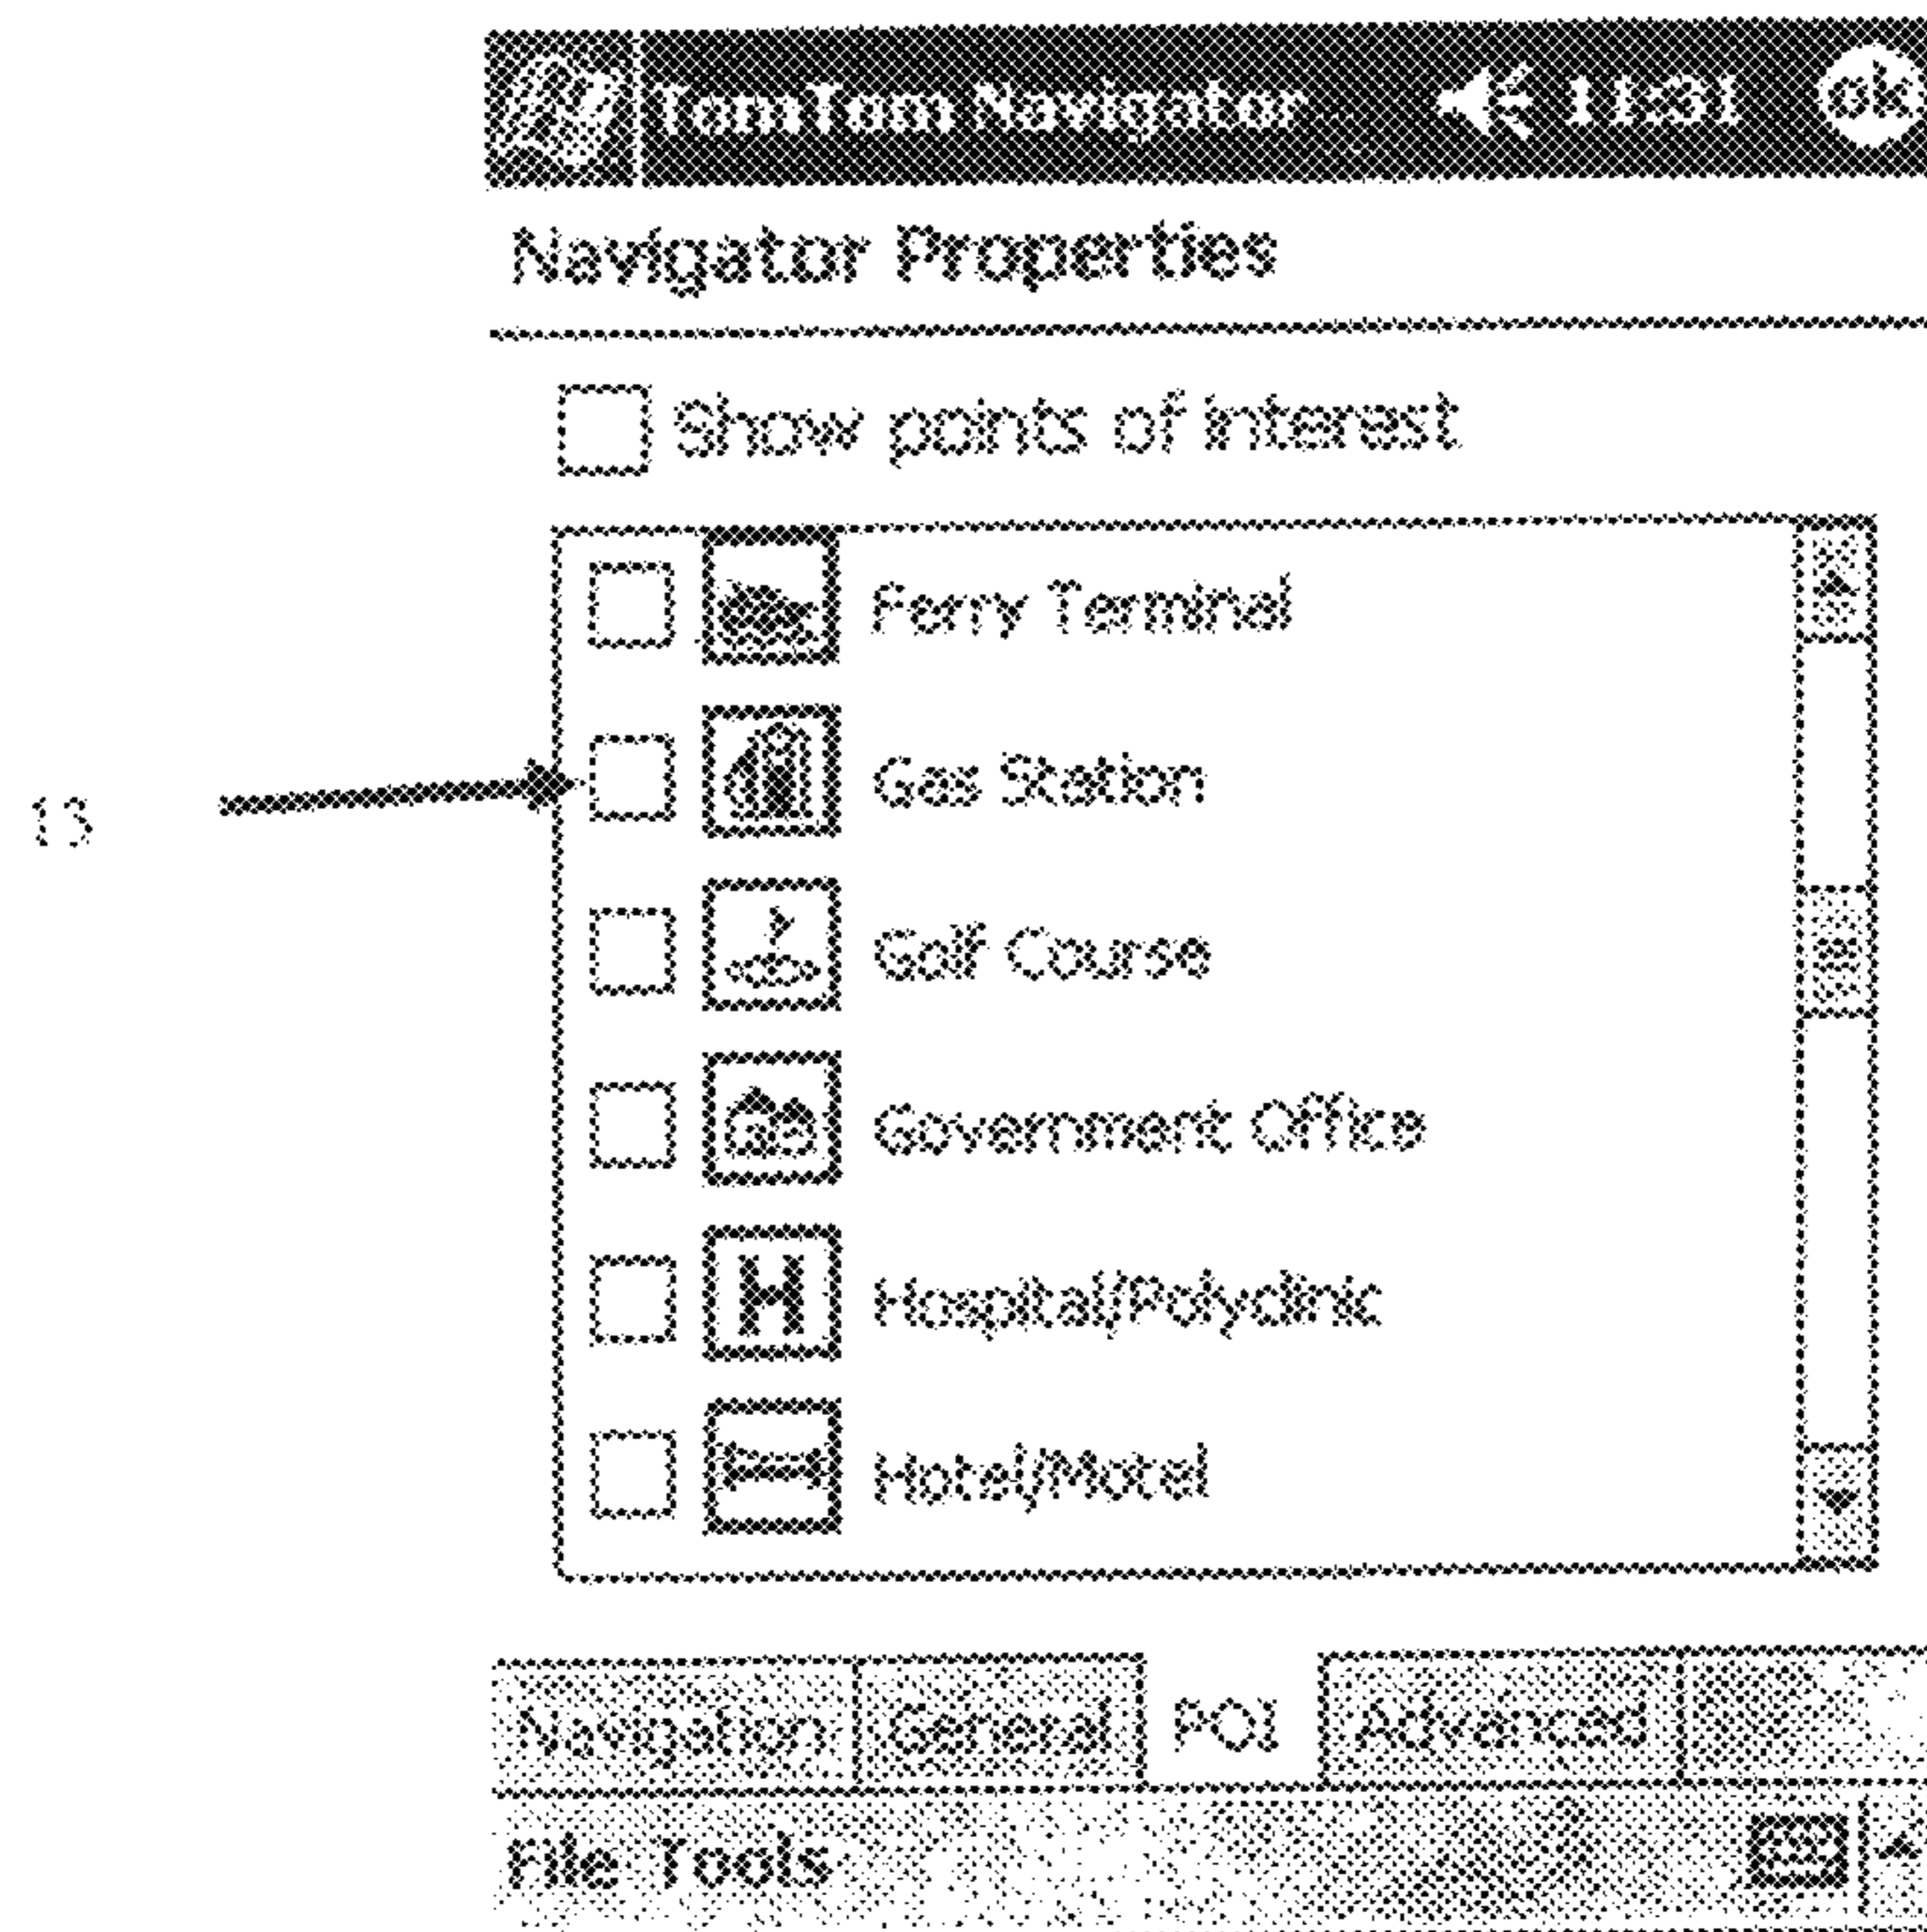 TomTom Navigator 11:31 ok
Navigator Properties
Show points of interest
Ferry Terminal
13
Gas Station
Golf Course
Government Office
H Hospital/Polyclinic
Hotel/Motel
Navigation General POI Advanced
File Tools